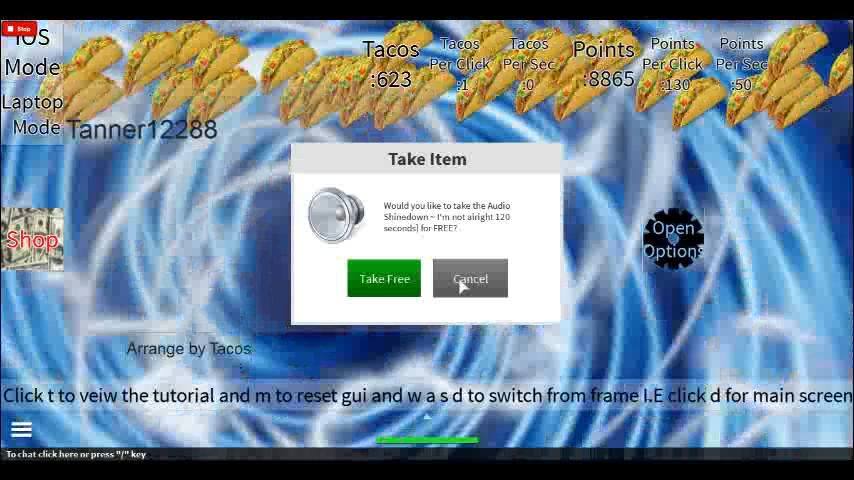 Stop
iOS
Mode
Laptop
Mode
Tanner12288
Tacos
:623
Tacos
Per Click
:1
Tacos
Per Sec
:0
Points
:8865
Points
Per Click
:130
Points
Per Sec
:50
Take Item
Would you like to take the Audio
Shinedown ~ I'm not alright 120
seconds] for FREE?
Take Free
Cancel
Shop
Open
Options
Arrange by Tacos
Click t to veiw the tutorial and m to reset gui and w a s d to switch from frame I.E click d for main screen
To chat click here or press "/" key